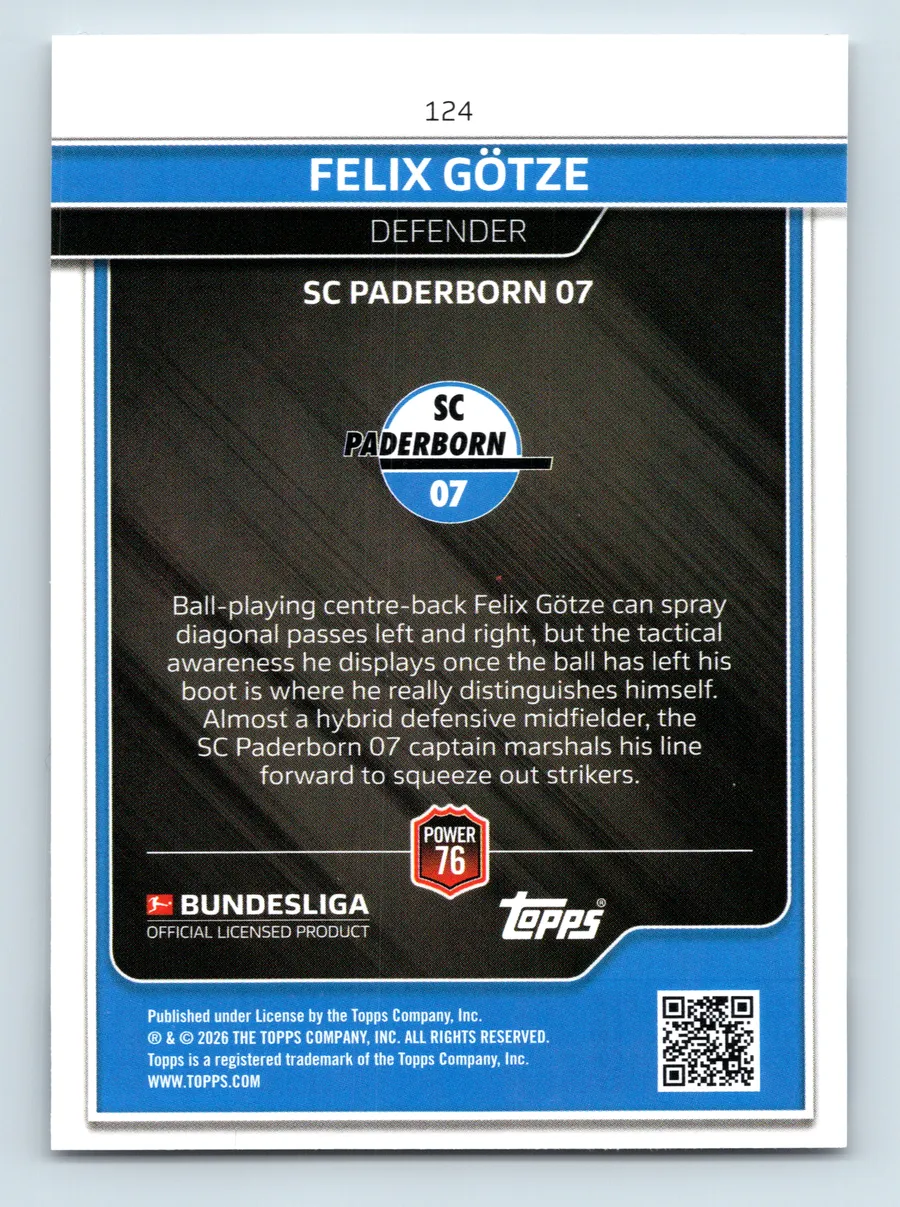 124
FELIX GÖTZE
DEFENDER
SC PADERBORN 07
SC
PADERBORN
07
Ball-playing centre-back Felix Götze can spray
diagonal passes left and right, but the tactical
awareness he displays once the ball has left his
boot is where he really distinguishes himself.
Almost a hybrid defensive midfielder, the
SC Paderborn 07 captain marshals his line
forward to squeeze out strikers.
POWER
76
BUNDESLIGA
OFFICIAL LICENSED PRODUCT
topps®
Published under License by the Topps Company, Inc.
® & © 2026 THE TOPPS COMPANY, INC. ALL RIGHTS RESERVED.
Topps is a registered trademark of the Topps Company, Inc.
WWW.TOPPS.COM